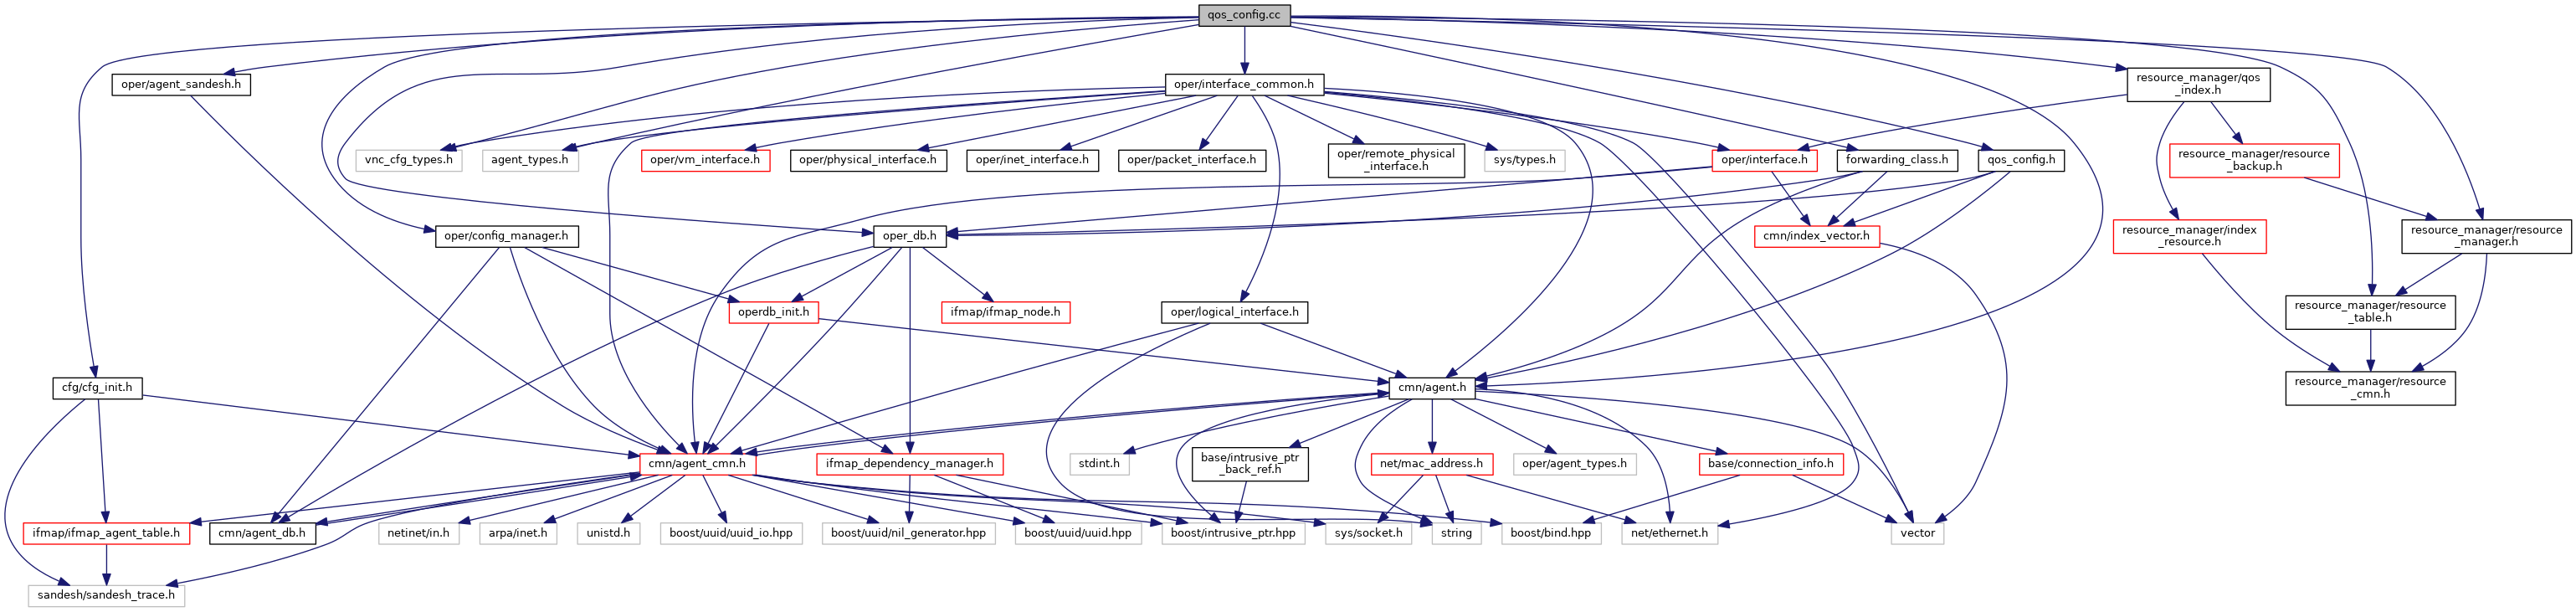 qos_config.cc
oper/agent_sandesh.h
oper/interface_common.h
resource_manager/qos
_index.h
vnc_cfg_types.h
agent_types.h
oper/vm_interface.h
oper/physical_interface.h
oper/inet_interface.h
oper/packet_interface.h
oper/remote_physical
_interface.h
sys/types.h
oper/interface.h
forwarding_class.h
qos_config.h
resource_manager/resource
_backup.h
oper/config_manager.h
oper_db.h
cmn/index_vector.h
resource_manager/index
_resource.h
resource_manager/resource
_manager.h
operdb_init.h
ifmap/ifmap_node.h
oper/logical_interface.h
resource_manager/resource
_table.h
cfg/cfg_init.h
cmn/agent.h
resource_manager/resource
_cmn.h
cmn/agent_cmn.h
ifmap_dependency_manager.h
stdint.h
base/intrusive_ptr
_back_ref.h
net/mac_address.h
oper/agent_types.h
base/connection_info.h
ifmap/ifmap_agent_table.h
cmn/agent_db.h
netinet/in.h
arpa/inet.h
unistd.h
boost/uuid/uuid_io.hpp
boost/uuid/nil_generator.hpp
boost/uuid/uuid.hpp
boost/intrusive_ptr.hpp
sys/socket.h
string
boost/bind.hpp
net/ethernet.h
vector
sandesh/sandesh_trace.h